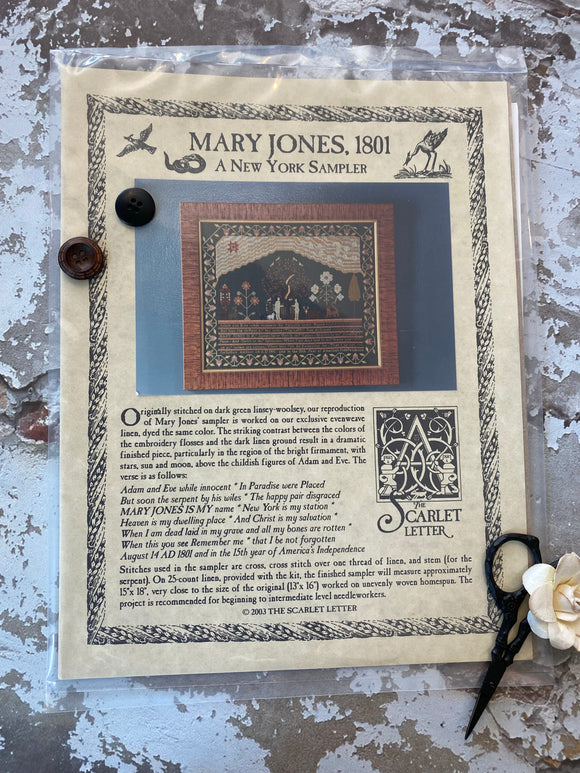 MARY JONES, 1801
A NEW YORK SAMPLER
Originally stitched on dark green linsey-woolsey, our reproduction
of Mary Jones' sampler is worked on our exclusive evenweave
linen, dyed the same color. The striking contrast between the colors of
the embroidery flosses and the dark linen ground result in a dramatic
finished piece, particularly in the region of the bright firmament, with
stars, sun and moon, above the childish figures of Adam and Eve. The
verse is as follows:
Adam and Eve while innocent * In Paradise were Placed
But soon the serpent by his wiles * The happy pair disgraced
MARY JONES IS MY name * New York is my station *
Heaven is my dwelling place * And Christ is my salvation *
When I am dead laid in my grave and all my bones are rotten *
When this you see Remember me * that I be not forgotten
August 14 AD 1801 and in the 15th year of America's Independence
THE
SCARLET
LETTER
Stitches used in the sampler are cross, cross stitch over one thread of linen, and stem (for the
serpent). On 25-count linen, provided with the kit, the finished sampler will measure approximately
15"x 18", very close to the size of the original (13"x 16") worked on unevenly woven homespun. The
project is recommended for beginning to intermediate level needleworkers.
© 2003 THE SCARLET LETTER